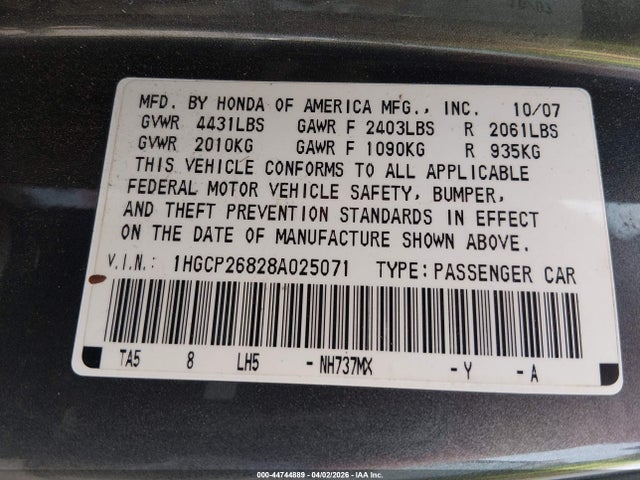 MFD. BY HONDA OF AMERICA MFG., INC. 10/07
GVWR 4431LBS GAWR F 2403LBS R 2061LBS
GVWR 2010KG GAWR F 1090KG R 935KG
THIS VEHICLE CONFORMS TO ALL APPLICABLE
FEDERAL MOTOR VEHICLE SAFETY, BUMPER,
AND THEFT PREVENTION STANDARDS IN EFFECT
ON THE DATE OF MANUFACTURE SHOWN ABOVE.
V.I.N.: 1HGCP26828A025071 TYPE: PASSENGER CAR
TA5 8 LH5 - NH737MX - Y - A
000-44744889 - 04/02/2026 - IAA Inc.